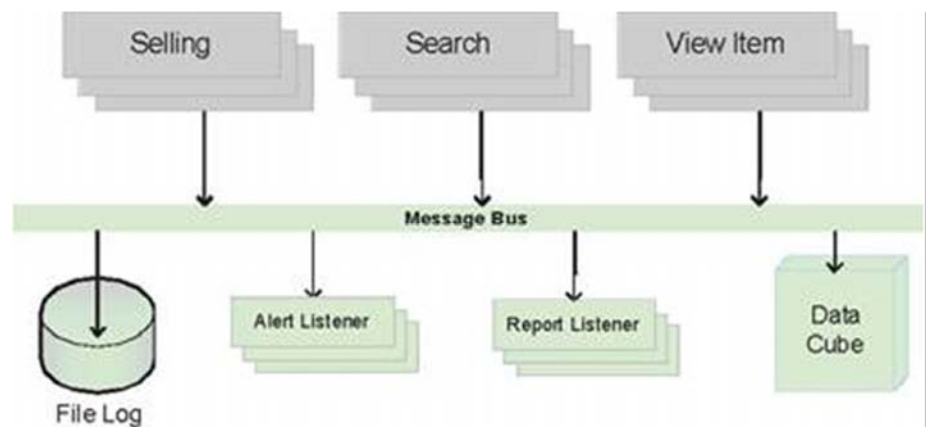 Selling
Search
View Item
Message Bus
Alert Listener
Report Listener
Data
Cube
File Log